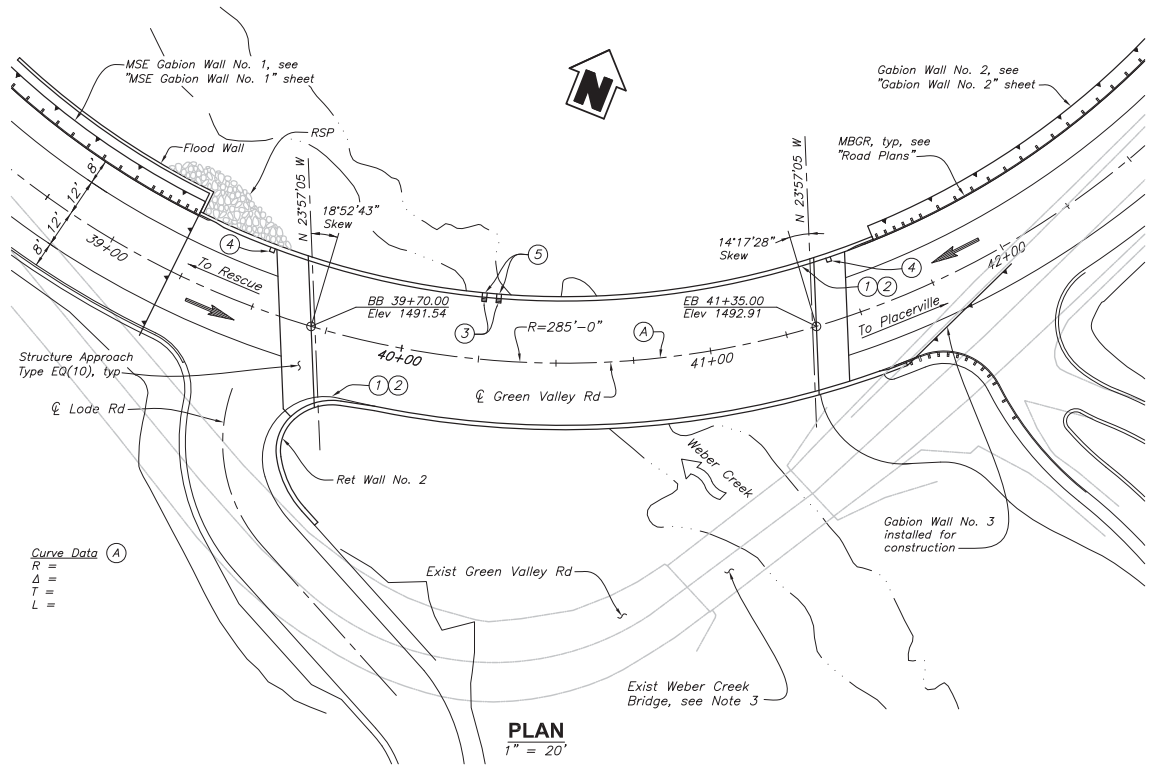 MSE Gabion Wall No. 1, see
"MSE Gabion Wall No. 1" sheet
Flood Wall
RSP
N
Gabion Wall No. 2, see
"Gabion Wall No. 2" sheet
MBGR, typ, see
"Road Plans"
8'
12'
12'
8'
39+00
N 23°57'05 W
18°52'43"
Skew
4
To Rescue
BB 39+70.00
Elev 1491.54
5
3
R=285'-0"
A
N 23°57'05 W
14°17'28"
Skew
EB 41+35.00
Elev 1492.91
4
1 2
42+00
To Placerville
40+00
41+00
Structure Approach
Type EQ(10), typ
1 2
℄ Green Valley Rd
℄ Lode Rd
Ret Wall No. 2
Weber Creek
Gabion Wall No. 3
installed for
construction
Curve Data A
R =
Δ =
T =
L =
Exist Green Valley Rd
Exist Weber Creek
Bridge, see Note 3
PLAN
1" = 20'